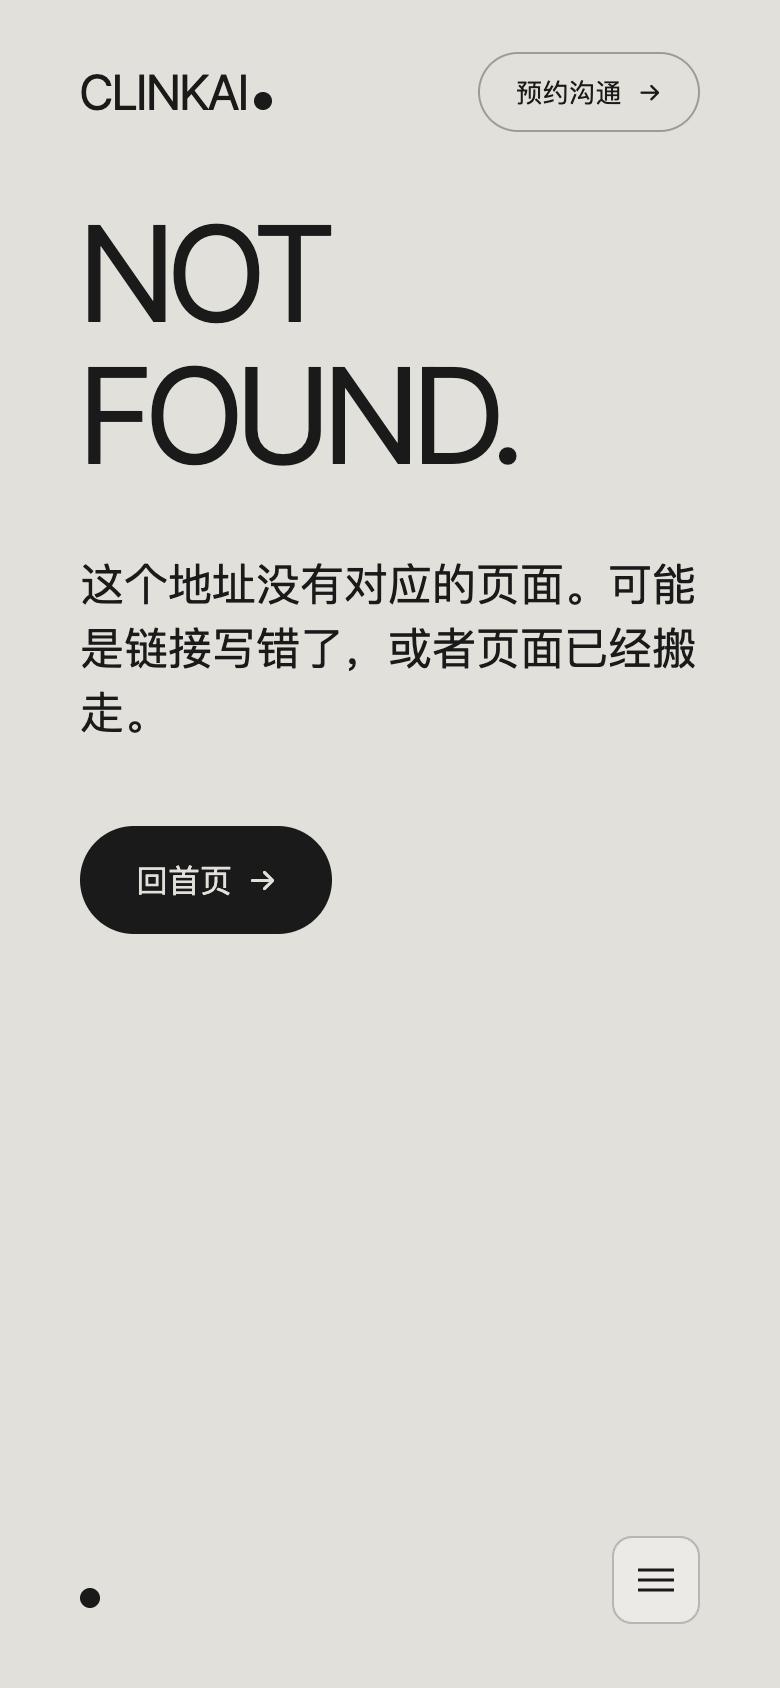 CLINKAI
预约沟通 →
NOT
FOUND.
这个地址没有对应的页面。可能
是链接写错了，或者页面已经搬
走。
回首页 →